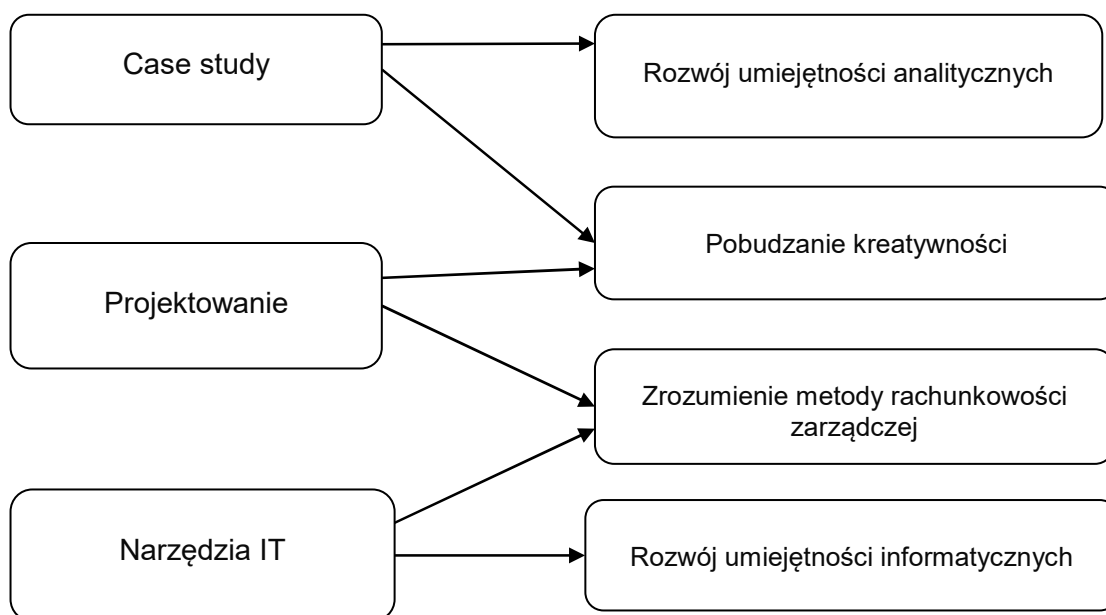 Case study
Rozwój umiejętności analitycznych
Pobudzanie kreatywności
Projektowanie
Zrozumienie metody rachunkowości
zarządczej
Narzędzia IT
Rozwój umiejętności informatycznych